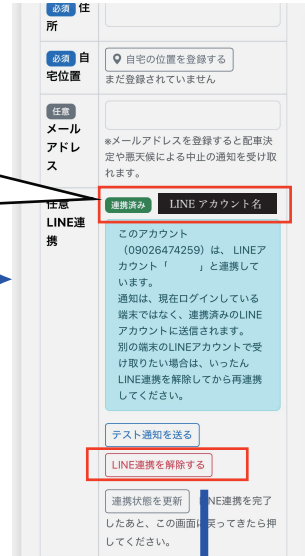 必須 住
所
必須 自
宅位置
自宅の位置を登録する
まだ登録されていません
任意
メール
アドレ
ス
※メールアドレスを登録すると配車決
定や悪天候による中止の通知を受け取
れます。
任意
LINE連
携
連携済み LINE アカウント名
このアカウント
（09026474259）は、 LINEア
カウント「 」と連携して
います。
通知は、現在ログインしている
端末ではなく、連携済みのLINE
アカウントに送信されます。
別の端末のLINEアカウントで受
け取りたい場合は、いったん
LINE連携を解除してから再連携
してください。
テスト通知を送る
LINE連携を解除する
連携状態を更新 NE連携を完了
したあと、この画面 戻ってきたら押
してください。